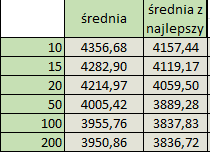 średnia średnia z najlepszy
10 4356,68 4157,44
15 4282,90 4119,17
20 4214,97 4059,50
50 4005,42 3889,28
100 3955,76 3837,83
200 3950,86 3836,72